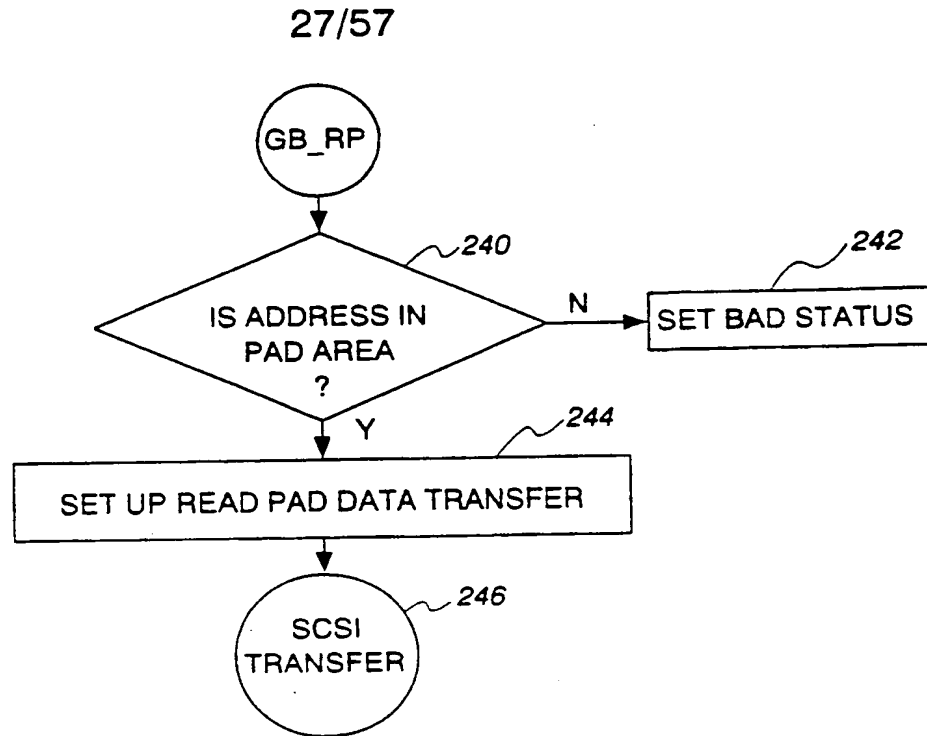 27/57
GB_RP
240
IS ADDRESS IN
PAD AREA
?
N
242
SET BAD STATUS
Y
244
SET UP READ PAD DATA TRANSFER
246
SCSI
TRANSFER